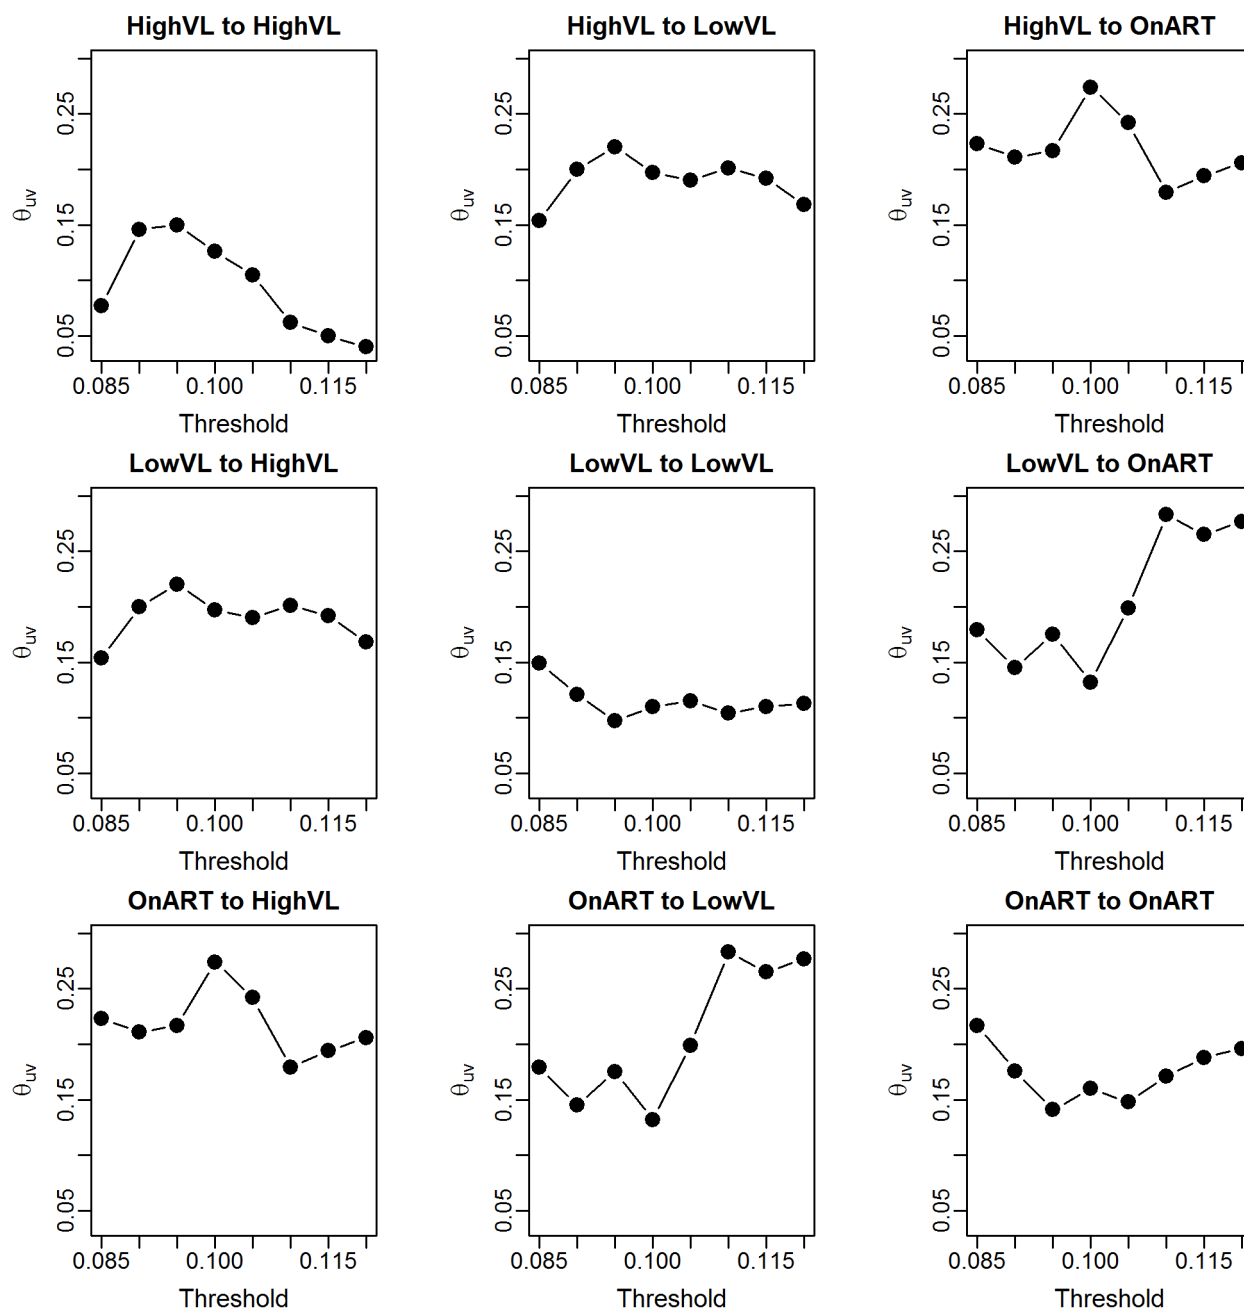 HighVL to HighVL
HighVL to LowVL
HighVL to OnART
θuv
0.05 0.15 0.25
0.085 0.100 0.115
Threshold
θuv
0.05 0.15 0.25
0.085 0.100 0.115
Threshold
θuv
0.05 0.15 0.25
0.085 0.100 0.115
Threshold
LowVL to HighVL
LowVL to LowVL
LowVL to OnART
θuv
0.05 0.15 0.25
0.085 0.100 0.115
Threshold
θuv
0.05 0.15 0.25
0.085 0.100 0.115
Threshold
θuv
0.05 0.15 0.25
0.085 0.100 0.115
Threshold
OnART to HighVL
OnART to LowVL
OnART to OnART
θuv
0.05 0.15 0.25
0.085 0.100 0.115
Threshold
θuv
0.05 0.15 0.25
0.085 0.100 0.115
Threshold
θuv
0.05 0.15 0.25
0.085 0.100 0.115
Threshold